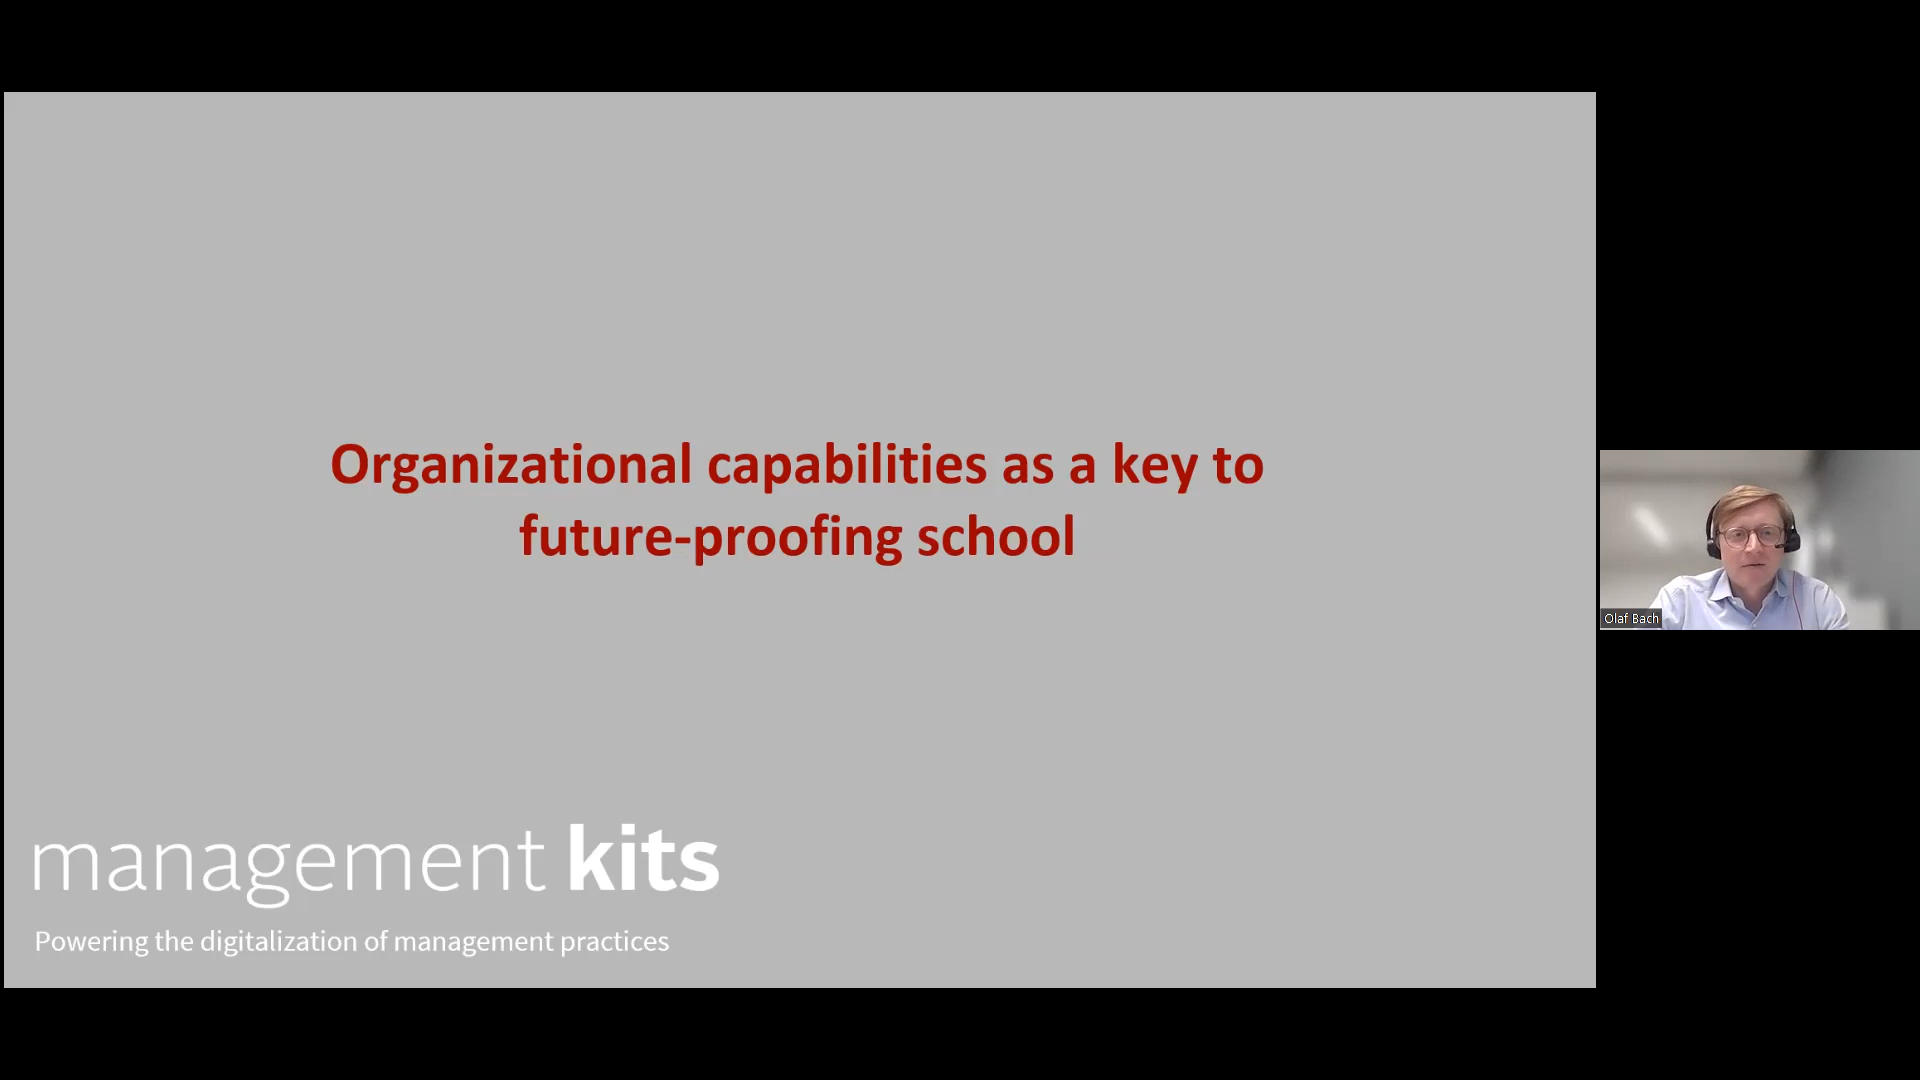 Organizational capabilities as a key to
future-proofing school
management kits
Powering the digitalization of management practices
Olaf Bach